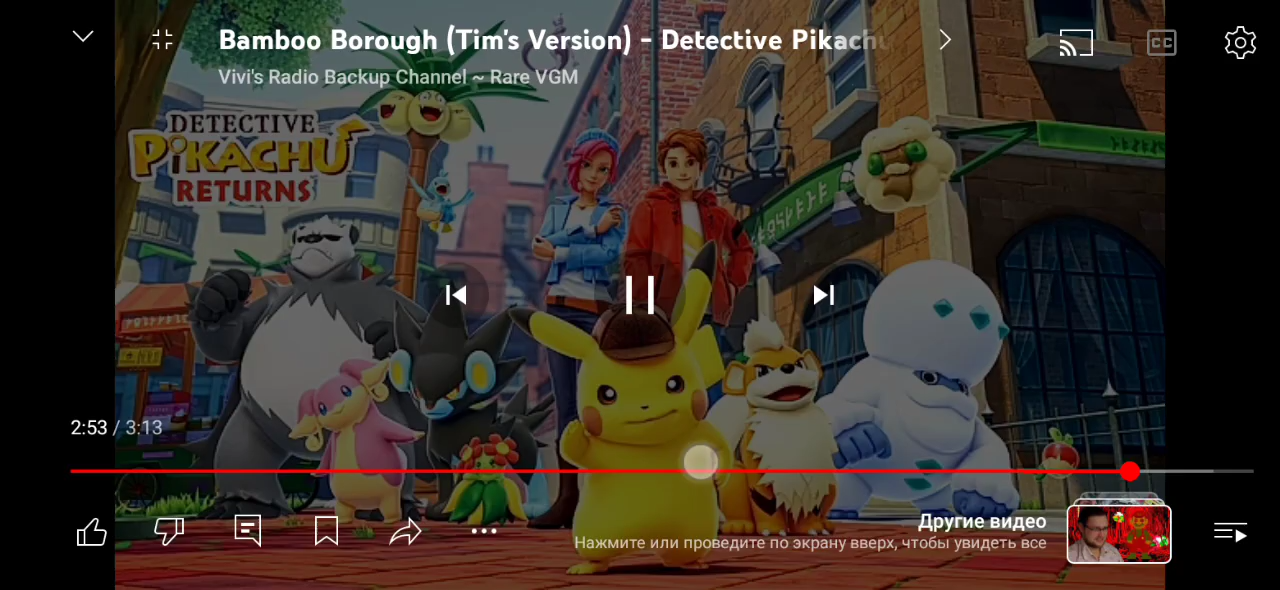 Bamboo Borough (Tim's Version) - Detective Pikachu
Vivi's Radio Backup Channel ~ Rare VGM
CC
DETECTIVE
PIKACHU
RETURNS
2:53 / 3:13
Другие видео
Нажмите или проведите по экрану вверх, чтобы увидеть все